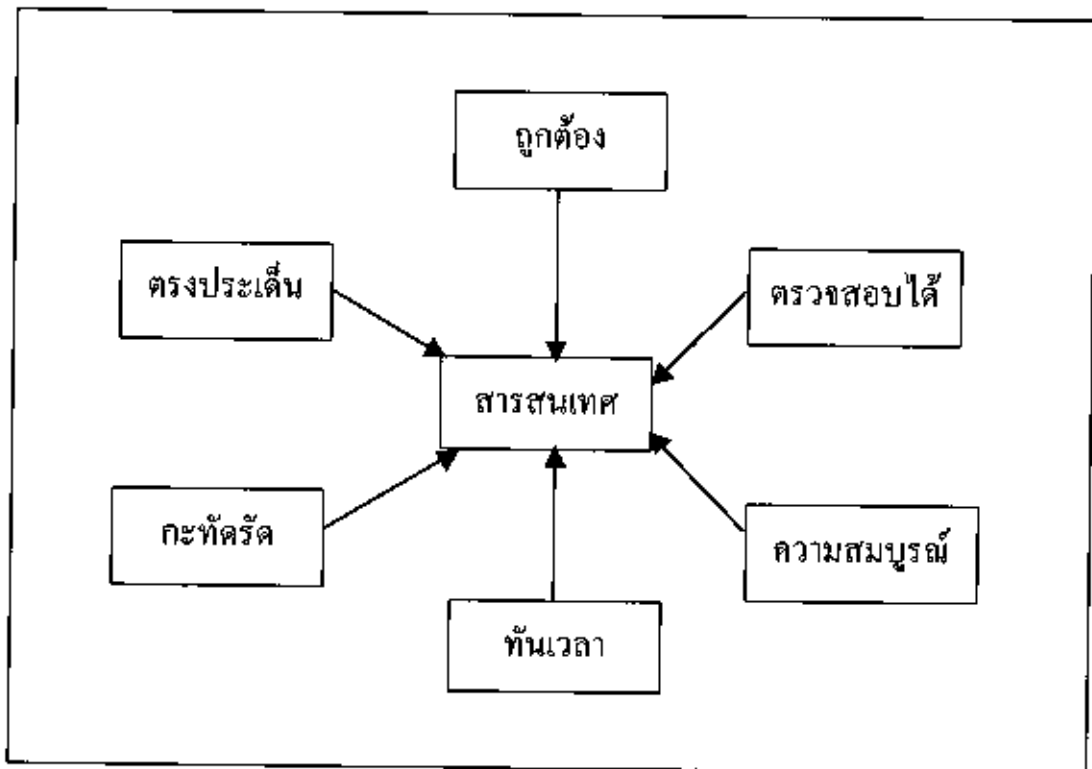 ถูกต้อง
ตรงประเด็น
ตรวจสอบได้
สารสนเทศ
กะทัดรัด
ความสมบูรณ์
ทันเวลา